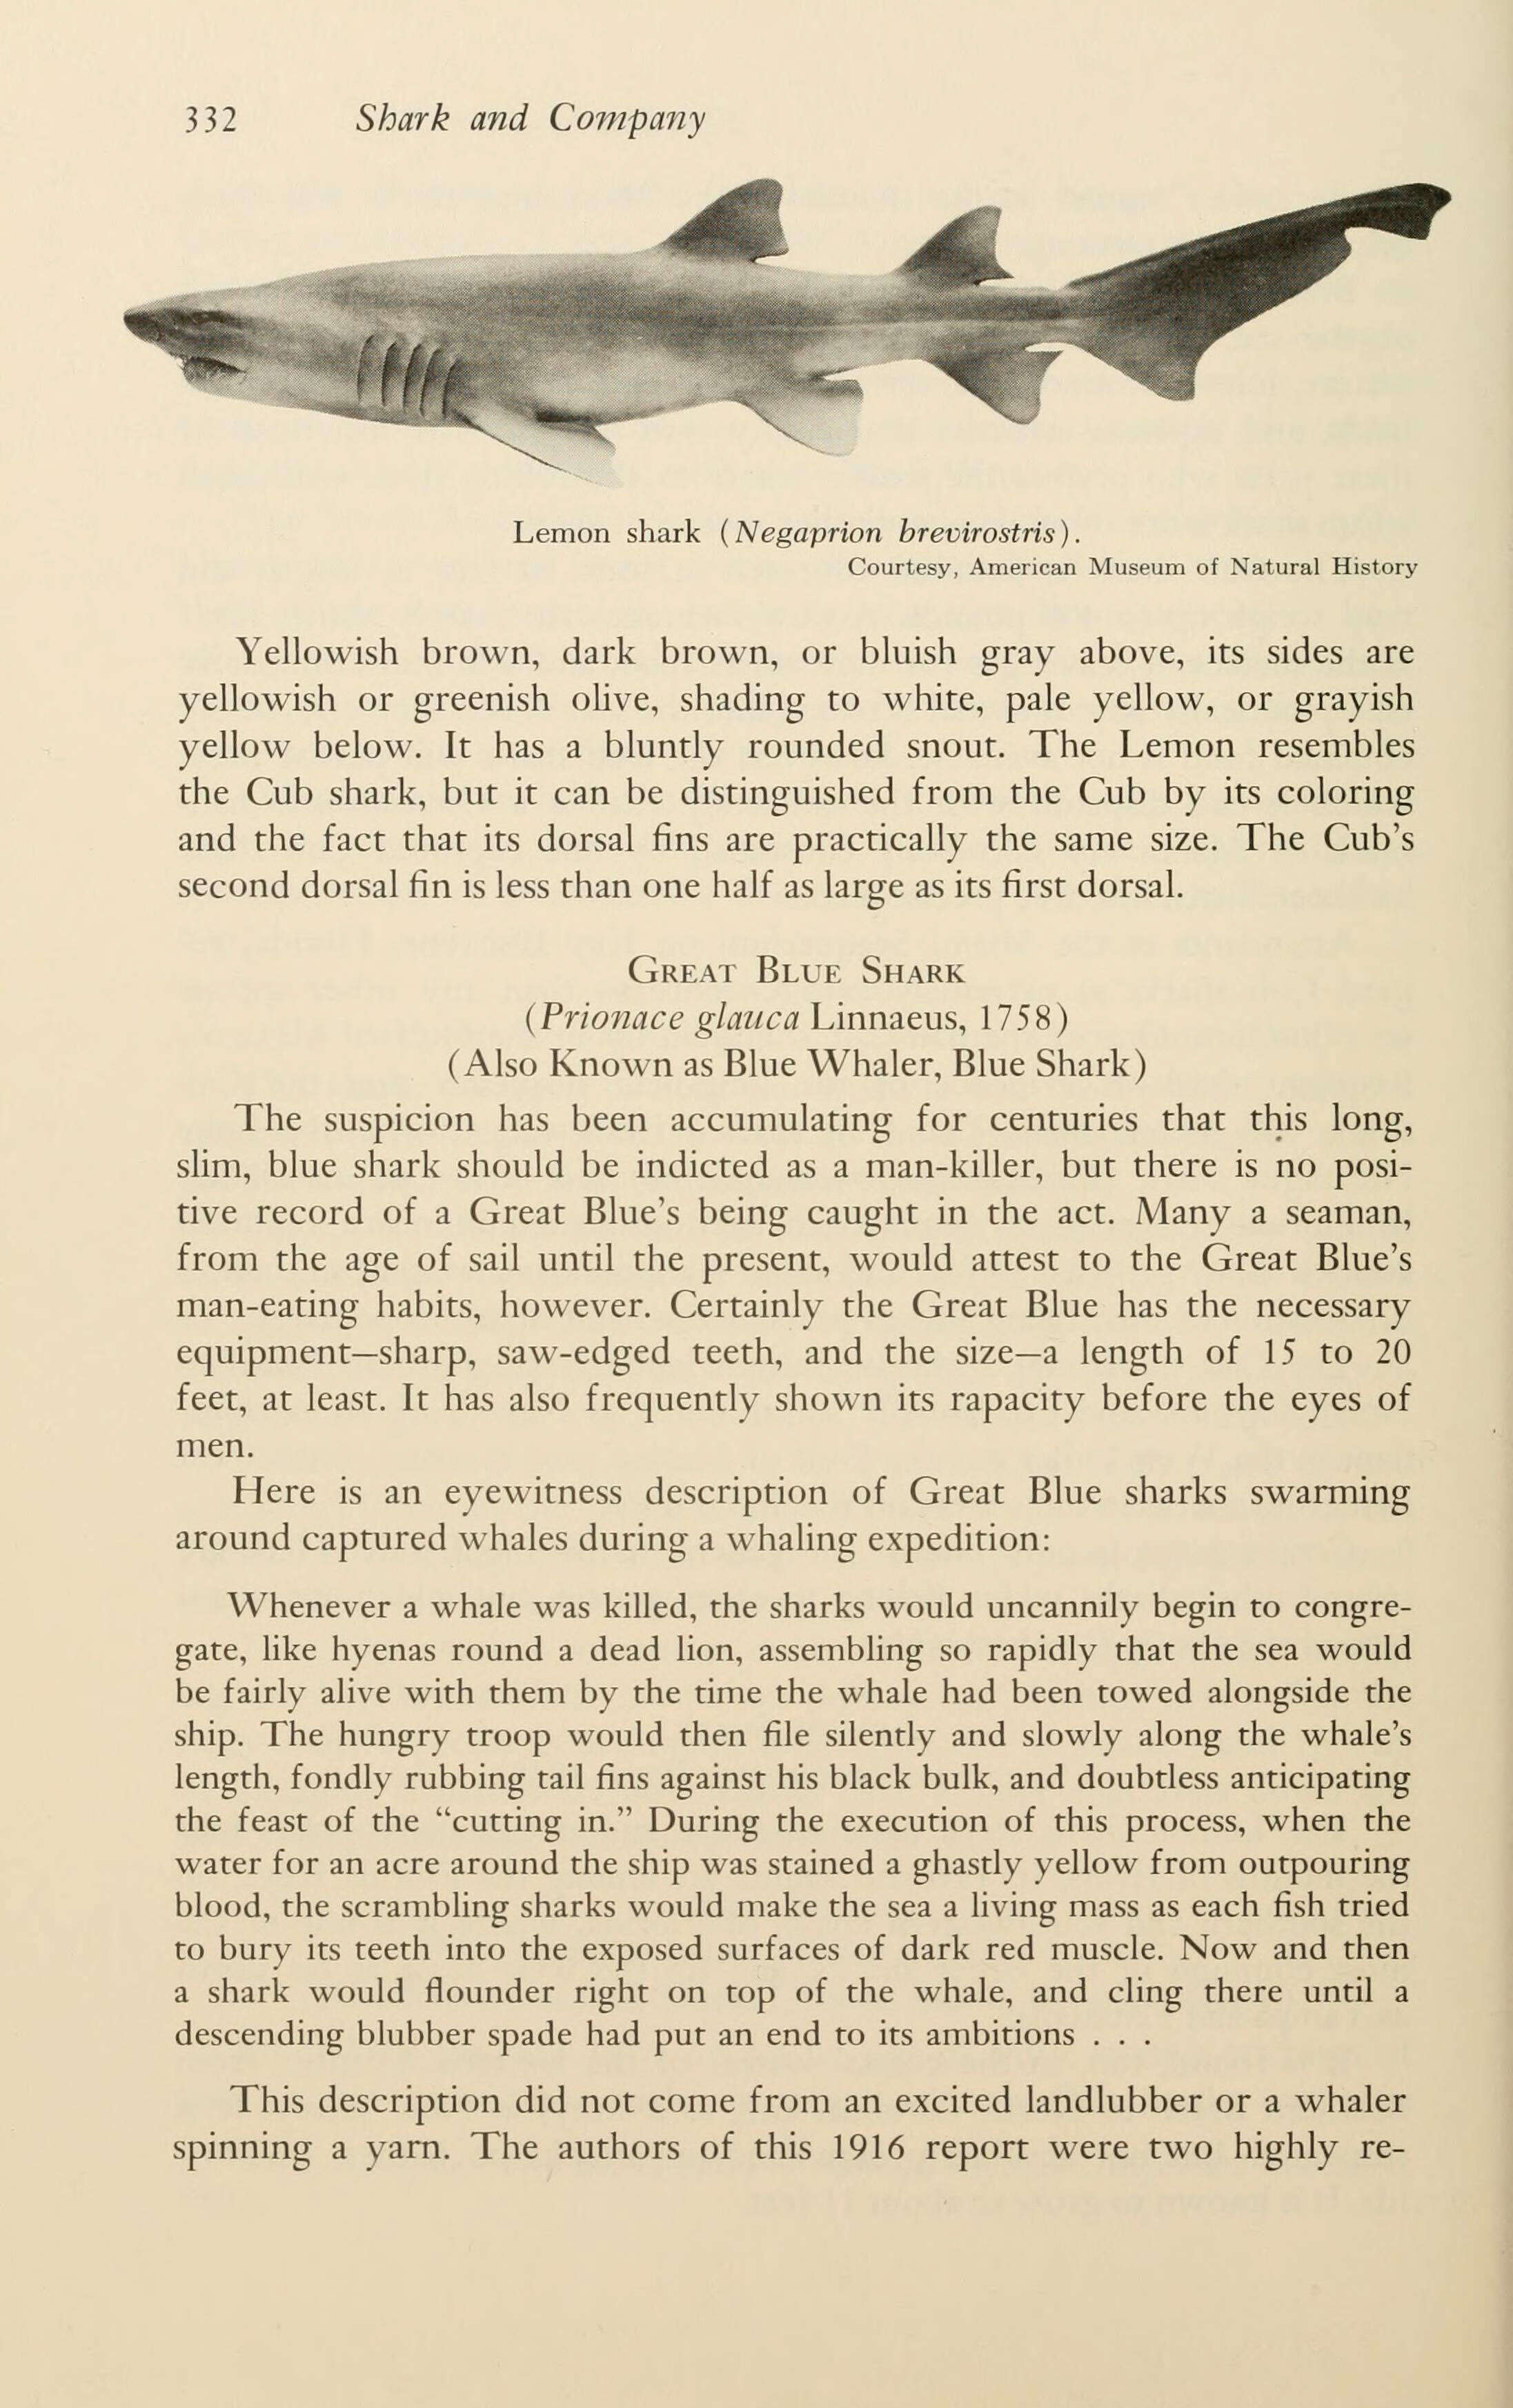 332 Shark and Company
Lemon shark (Negaprion brevirostris).
Courtesy, American Museum of Natural History
Yellowish brown, dark brown, or bluish gray above, its sides are
yellowish or greenish olive, shading to white, pale yellow, or grayish
yellow below. It has a bluntly rounded snout. The Lemon resembles
the Cub shark, but it can be distinguished from the Cub by its coloring
and the fact that its dorsal fins are practically the same size. The Cub's
second dorsal fin is less than one half as large as its first dorsal.
Great Blue Shark
(Prionace glauca Linnaeus, 1758)
(Also Known as Blue Whaler, Blue Shark)
The suspicion has been accumulating for centuries that this long,
slim, blue shark should be indicted as a man-killer, but there is no posi-
tive record of a Great Blue's being caught in the act. Many a seaman,
from the age of sail until the present, would attest to the Great Blue's
man-eating habits, however. Certainly the Great Blue has the necessary
equipment—sharp, saw-edged teeth, and the size—a length of 15 to 20
feet, at least. It has also frequently shown its rapacity before the eyes of
men.
Here is an eyewitness description of Great Blue sharks swarming
around captured whales during a whaling expedition:
Whenever a whale was killed, the sharks would uncannily begin to congre-
gate, like hyenas round a dead lion, assembling so rapidly that the sea would
be fairly alive with them by the time the whale had been towed alongside the
ship. The hungry troop would then file silently and slowly along the whale's
length, fondly rubbing tail fins against his black bulk, and doubtless anticipating
the feast of the "cutting in." During the execution of this process, when the
water for an acre around the ship was stained a ghastly yellow from outpouring
blood, the scrambling sharks would make the sea a living mass as each fish tried
to bury its teeth into the exposed surfaces of dark red muscle. Now and then
a shark would flounder right on top of the whale, and cling there until a
descending blubber spade had put an end to its ambitions . . .
This description did not come from an excited landlubber or a whaler
spinning a yarn. The authors of this 1916 report were two highly re-